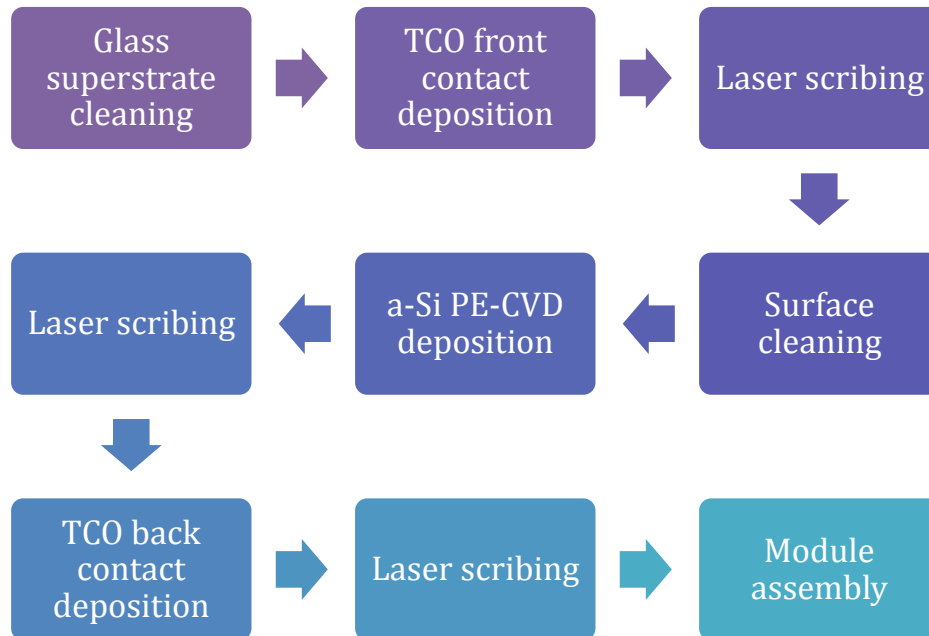 Glass
superstrate
cleaning
TCO front
contact
deposition
Laser scribing
Surface
cleaning
a-Si PE-CVD
deposition
Laser scribing
TCO back
contact
deposition
Laser scribing
Module
assembly